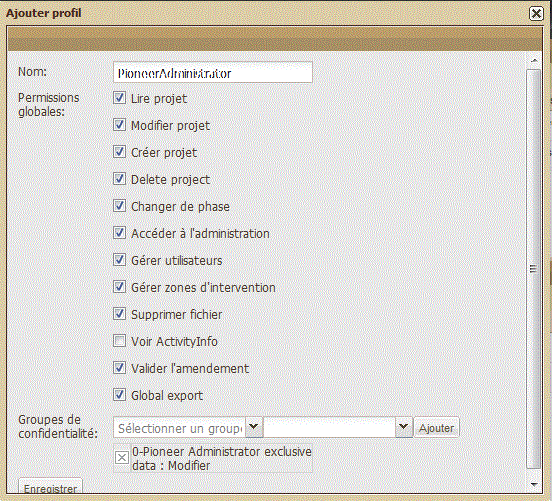 Ajouter profil
Nom: PioneerAdministrator
Permissions globales:
Lire projet
Modifier projet
Créer projet
Delete project
Changer de phase
Accéder à l'administration
Gérer utilisateurs
Gérer zones d'intervention
Supprimer fichier
Voir ActivityInfo
Valider l'amendement
Global export
Groupes de confidentialité:
Sélectionner un groupe
Ajouter
0-Pioneer Administrator exclusive
data : Modifier
Enregistrer